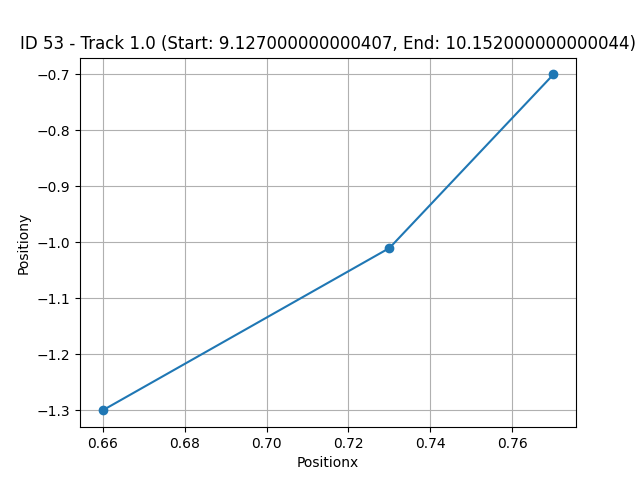 ID 53 - Track 1.0 (Start: 9.127000000000407, End: 10.152000000000044)
−0.7
−0.8
−0.9
−1.0
−1.1
−1.2
−1.3
Positiony
0.66 0.68 0.70 0.72 0.74 0.76
Positionx